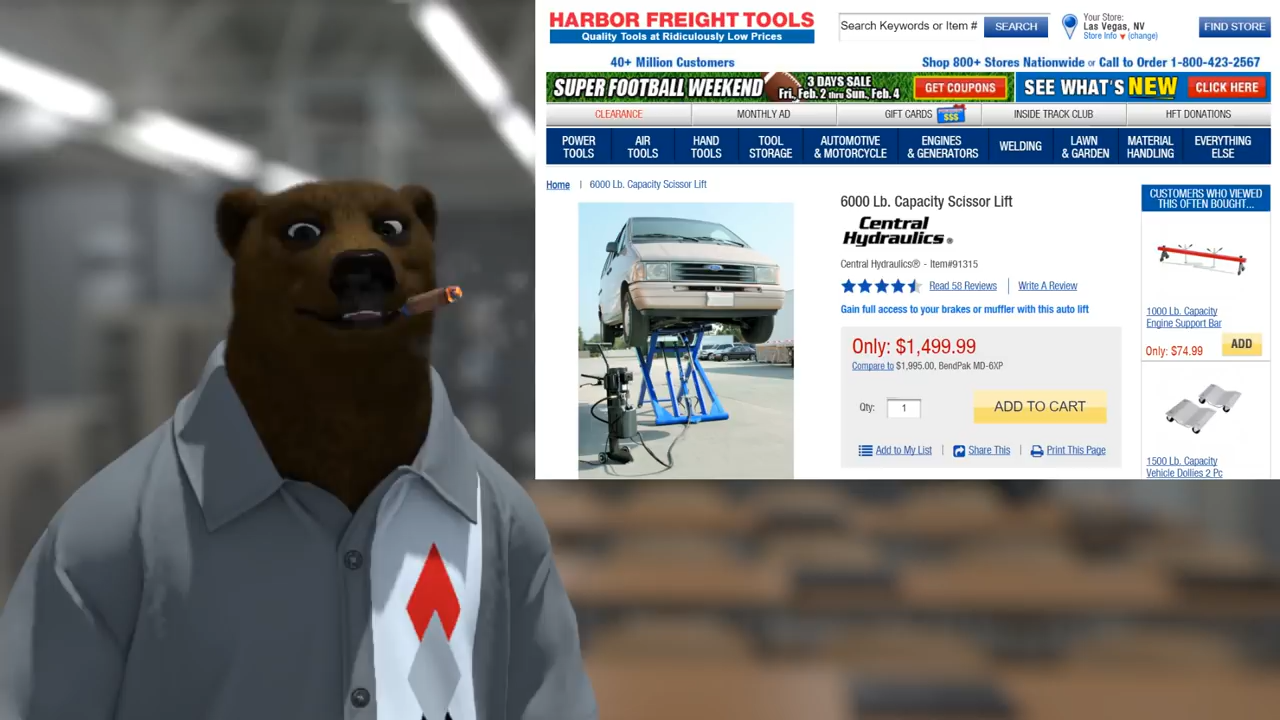 HARBOR FREIGHT TOOLS
Quality Tools at Ridiculously Low Prices
Search Keywords or Item #
SEARCH
Your Store:
Las Vegas, NV
Store Info (change)
FIND STORE
40+ Million Customers
Shop 800+ Stores Nationwide or Call to Order 1-800-423-2567
SUPER FOOTBALL WEEKEND
3 DAYS SALE
Fri., Feb. 2 thru Sun., Feb. 4
GET COUPONS
SEE WHAT'S NEW
CLICK HERE
CLEARANCE
MONTHLY AD
GIFT CARDS
$$$
INSIDE TRACK CLUB
HFT DONATIONS
POWER
TOOLS
AIR
TOOLS
HAND
TOOLS
TOOL
STORAGE
AUTOMOTIVE
& MOTORCYCLE
ENGINES
& GENERATORS
WELDING
LAWN
& GARDEN
MATERIAL
HANDLING
EVERYTHING
ELSE
Home | 6000 Lb. Capacity Scissor Lift
6000 Lb. Capacity Scissor Lift
Central
Hydraulics®
Central Hydraulics® - Item#91315
Read 58 Reviews | Write A Review
Gain full access to your brakes or muffler with this auto lift
Only: $1,499.99
Compare to $1,995.00, BendPak MD-6XP
Qty:
1
ADD TO CART
Add to My List | Share This | Print This Page
CUSTOMERS WHO VIEWED
THIS OFTEN BOUGHT...
1000 Lb. Capacity
Engine Support Bar
Only: $74.99
ADD
1500 Lb. Capacity
Vehicle Dollies 2 Pc